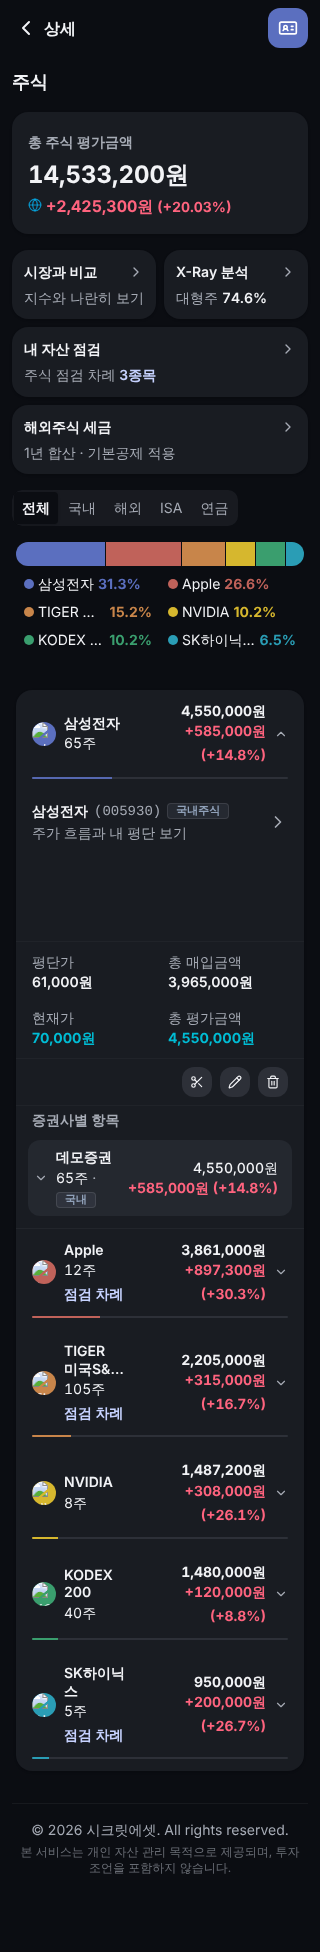 상세
주식
총 주식 평가금액
14,533,200원
+2,425,300원 (+20.03%)
시장과 비교
지수와 나란히 보기
X-Ray 분석
대형주 74.6%
내 자산 점검
주식 점검 차례 3종목
해외주식 세금
1년 합산 · 기본공제 적용
전체 국내 해외 ISA 연금
삼성전자 31.3% Apple 26.6%
TIGER ... 15.2% NVIDIA 10.2%
KODEX ... 10.2% SK하이닉... 6.5%
삼성전자
65주
4,550,000원
+585,000원
(+14.8%)
삼성전자 (005930) 국내주식
주가 흐름과 내 평단 보기
평단가
61,000원
총 매입금액
3,965,000원
현재가
70,000원
총 평가금액
4,550,000원
증권사별 항목
데모증권
65주 ·
국내
4,550,000원
+585,000원 (+14.8%)
Apple
12주
점검 차례
3,861,000원
+897,300원
(+30.3%)
TIGER
미국S&...
105주
점검 차례
2,205,000원
+315,000원
(+16.7%)
NVIDIA
8주
1,487,200원
+308,000원
(+26.1%)
KODEX
200
40주
1,480,000원
+120,000원
(+8.8%)
SK하이닉
스
5주
점검 차례
950,000원
+200,000원
(+26.7%)
© 2026 시크릿에셋. All rights reserved.
본 서비스는 개인 자산 관리 목적으로 제공되며, 투자
조언을 포함하지 않습니다.